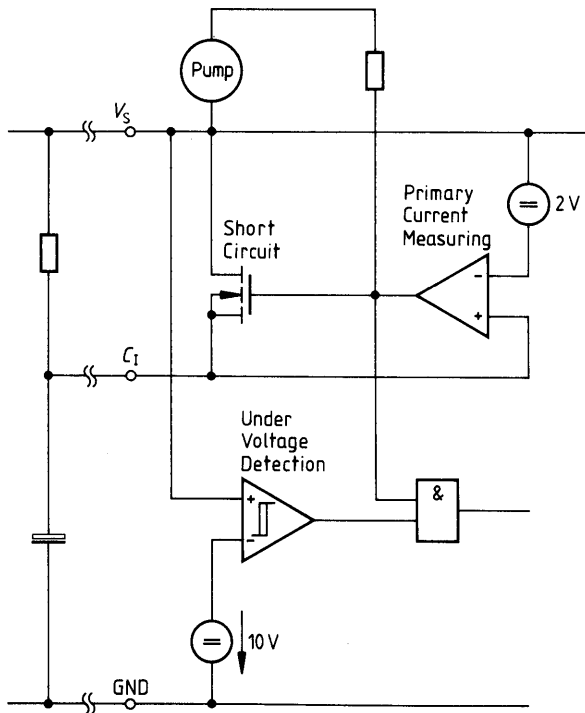 Pump
V_S
2 V
Primary
Current
Measuring
-
+
Short
Circuit
C_I
Under
Voltage
Detection
+
-
&
10 V
GND